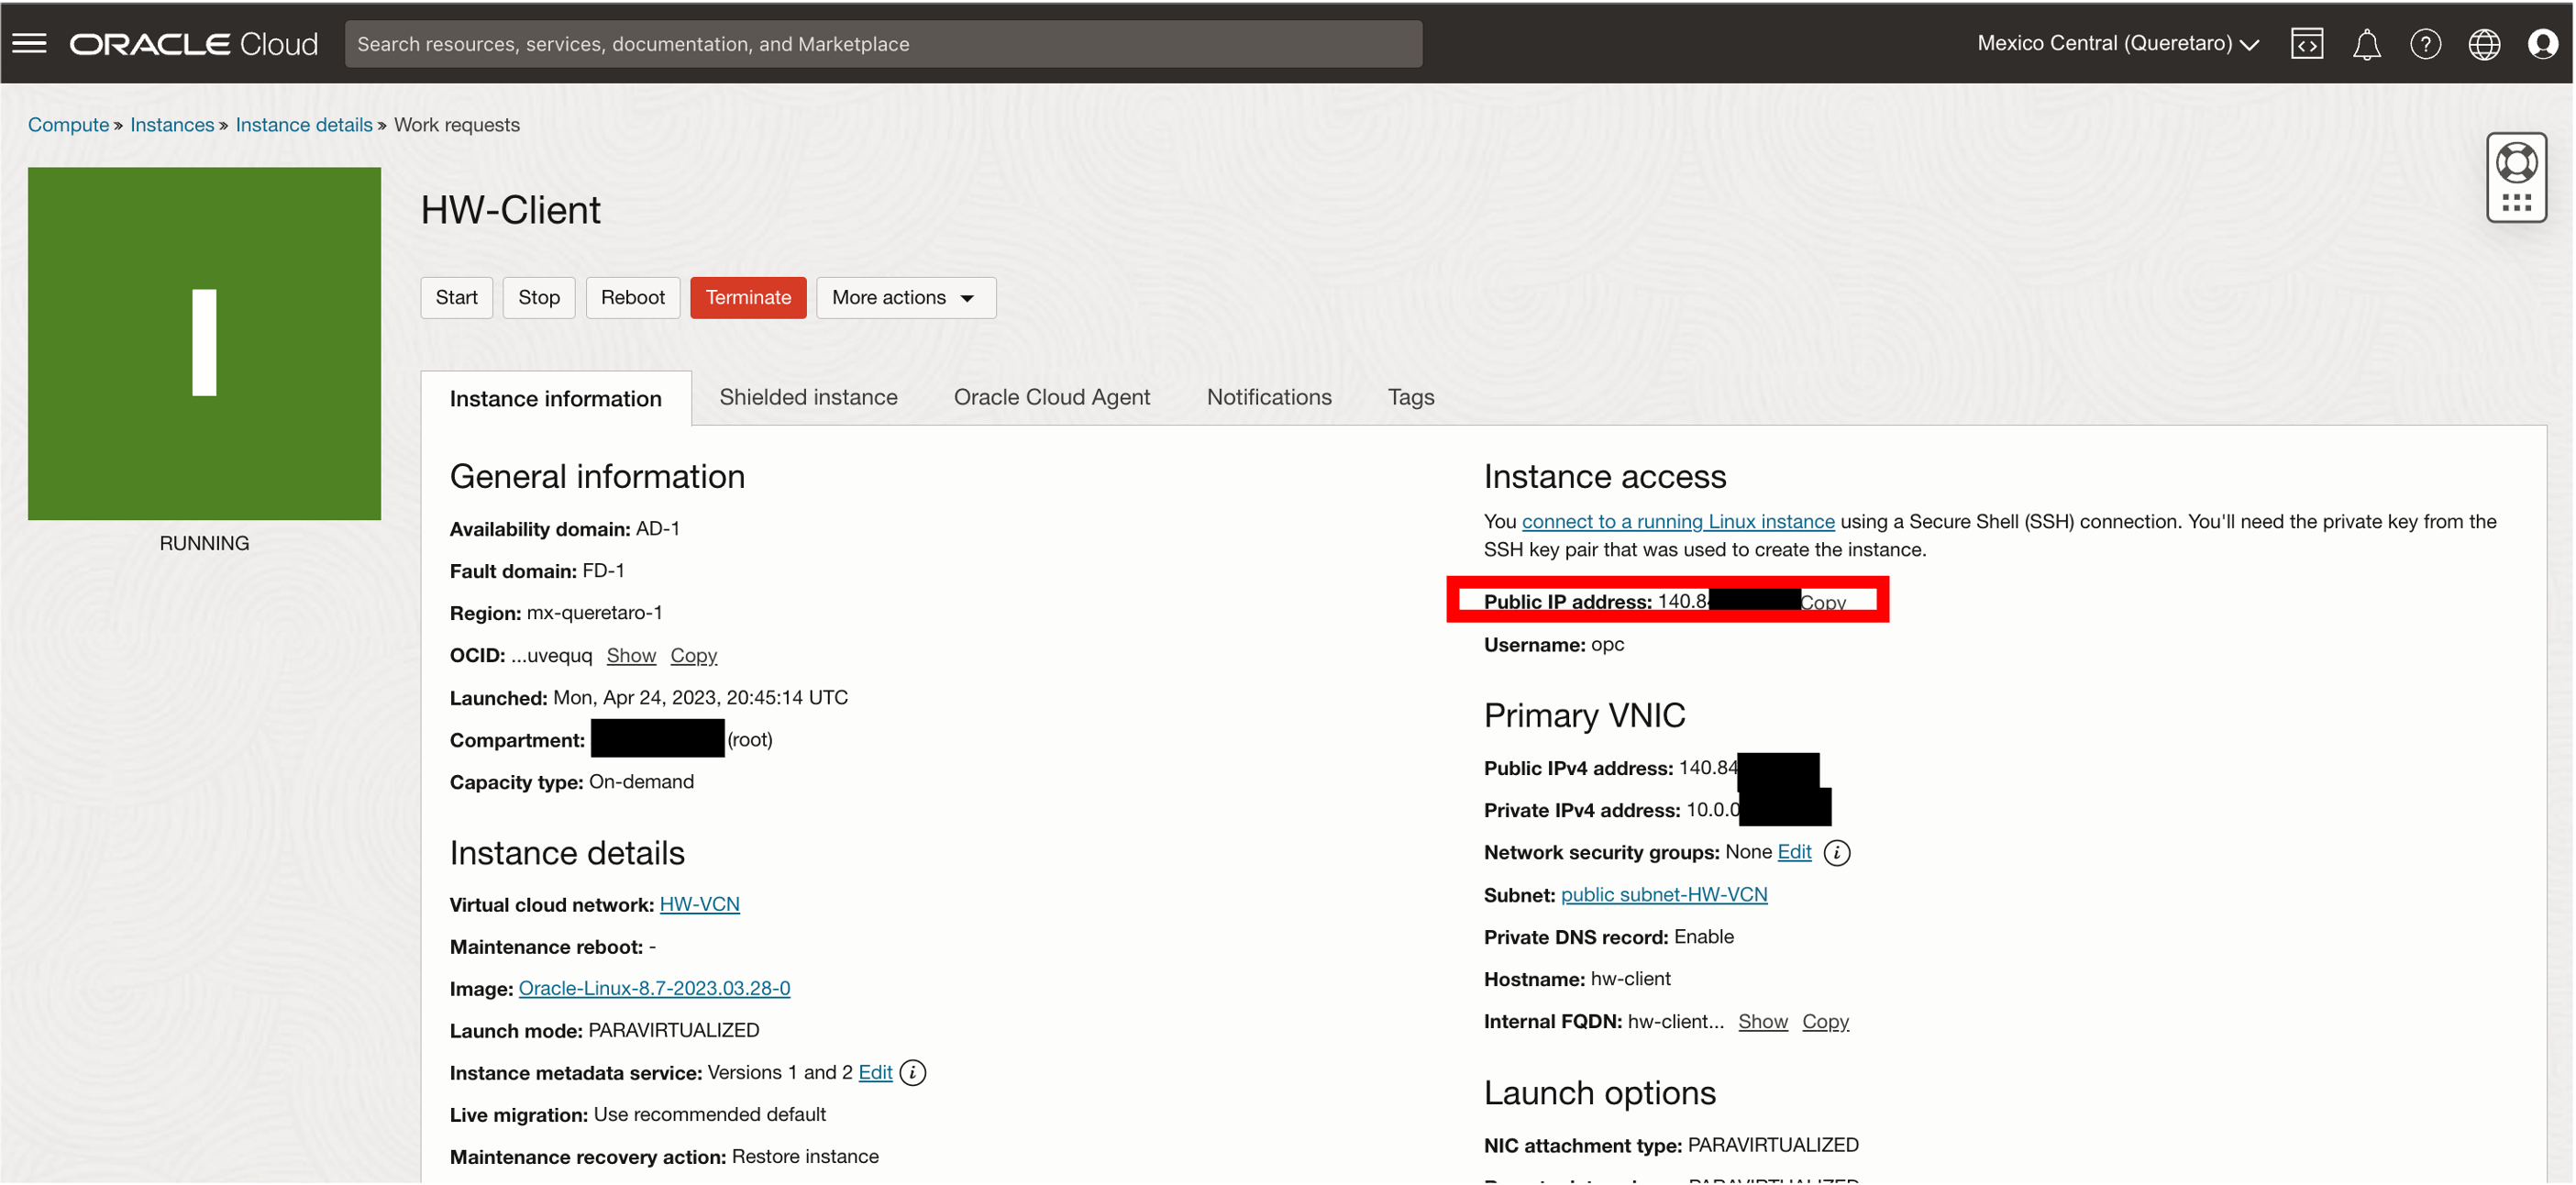 ORACLE Cloud
Search resources, services, documentation, and Marketplace
Mexico Central (Queretaro)
Compute » Instances » Instance details » Work requests
I
RUNNING
HW-Client
Start Stop Reboot Terminate More actions
Instance information Shielded instance Oracle Cloud Agent Notifications Tags
General information
Availability domain: AD-1
Fault domain: FD-1
Region: mx-queretaro-1
OCID: ...uvequq Show Copy
Launched: Mon, Apr 24, 2023, 20:45:14 UTC
Compartment: (root)
Capacity type: On-demand
Instance details
Virtual cloud network: HW-VCN
Maintenance reboot: -
Image: Oracle-Linux-8.7-2023.03.28-0
Launch mode: PARAVIRTUALIZED
Instance metadata service: Versions 1 and 2 Edit
Live migration: Use recommended default
Maintenance recovery action: Restore instance
Instance access
You connect to a running Linux instance using a Secure Shell (SSH) connection. You'll need the private key from the
SSH key pair that was used to create the instance.
Public IP address: 140.8 Copy
Username: opc
Primary VNIC
Public IPv4 address: 140.84
Private IPv4 address: 10.0.0
Network security groups: None Edit
Subnet: public subnet-HW-VCN
Private DNS record: Enable
Hostname: hw-client
Internal FQDN: hw-client... Show Copy
Launch options
NIC attachment type: PARAVIRTUALIZED